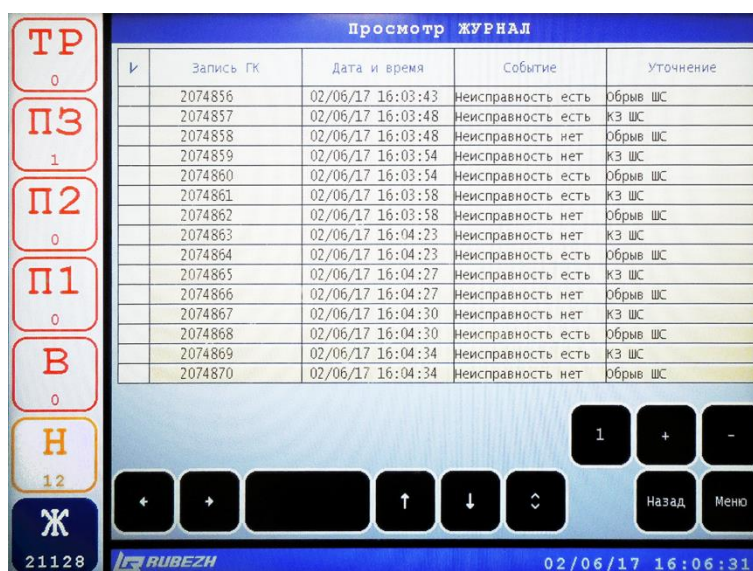 Просмотр ЖУРНАЛ
ТР
0
ПЗ
1
П2
0
П1
0
В
0
Н
12
Ж
21128
V Запись ГК Дата и время Событие Уточнение
2074856 02/06/17 16:03:43 Неисправность есть Обрыв ШС
2074857 02/06/17 16:03:48 Неисправность есть КЗ ШС
2074858 02/06/17 16:03:48 Неисправность нет Обрыв ШС
2074859 02/06/17 16:03:54 Неисправность нет КЗ ШС
2074860 02/06/17 16:03:54 Неисправность есть Обрыв ШС
2074861 02/06/17 16:03:58 Неисправность есть КЗ ШС
2074862 02/06/17 16:03:58 Неисправность нет Обрыв ШС
2074863 02/06/17 16:04:23 Неисправность нет КЗ ШС
2074864 02/06/17 16:04:23 Неисправность есть Обрыв ШС
2074865 02/06/17 16:04:27 Неисправность есть КЗ ШС
2074866 02/06/17 16:04:27 Неисправность нет Обрыв ШС
2074867 02/06/17 16:04:30 Неисправность нет КЗ ШС
2074868 02/06/17 16:04:30 Неисправность есть Обрыв ШС
2074869 02/06/17 16:04:34 Неисправность есть КЗ ШС
2074870 02/06/17 16:04:34 Неисправность нет Обрыв ШС
1 + -
Назад Меню
RUBEZH 02/06/17 16:06:31